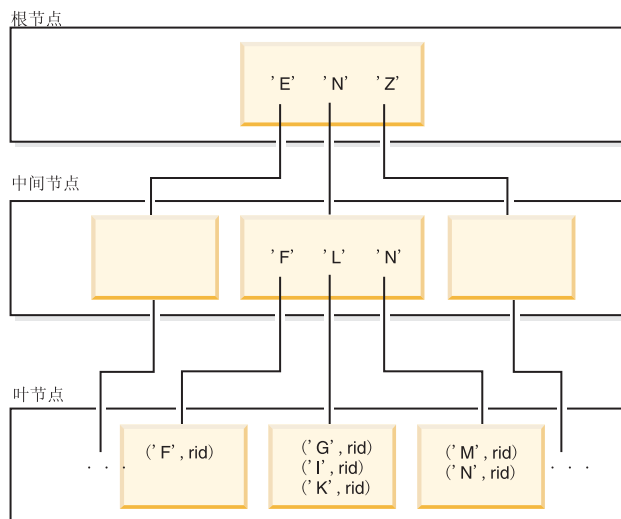 根节点
'E' 'N' 'Z'
中间节点
'F' 'L' 'N'
叶节点
('F', rid)
('G', rid)
('I', rid)
('K', rid)
('M', rid)
('N', rid)
. . .
. . .